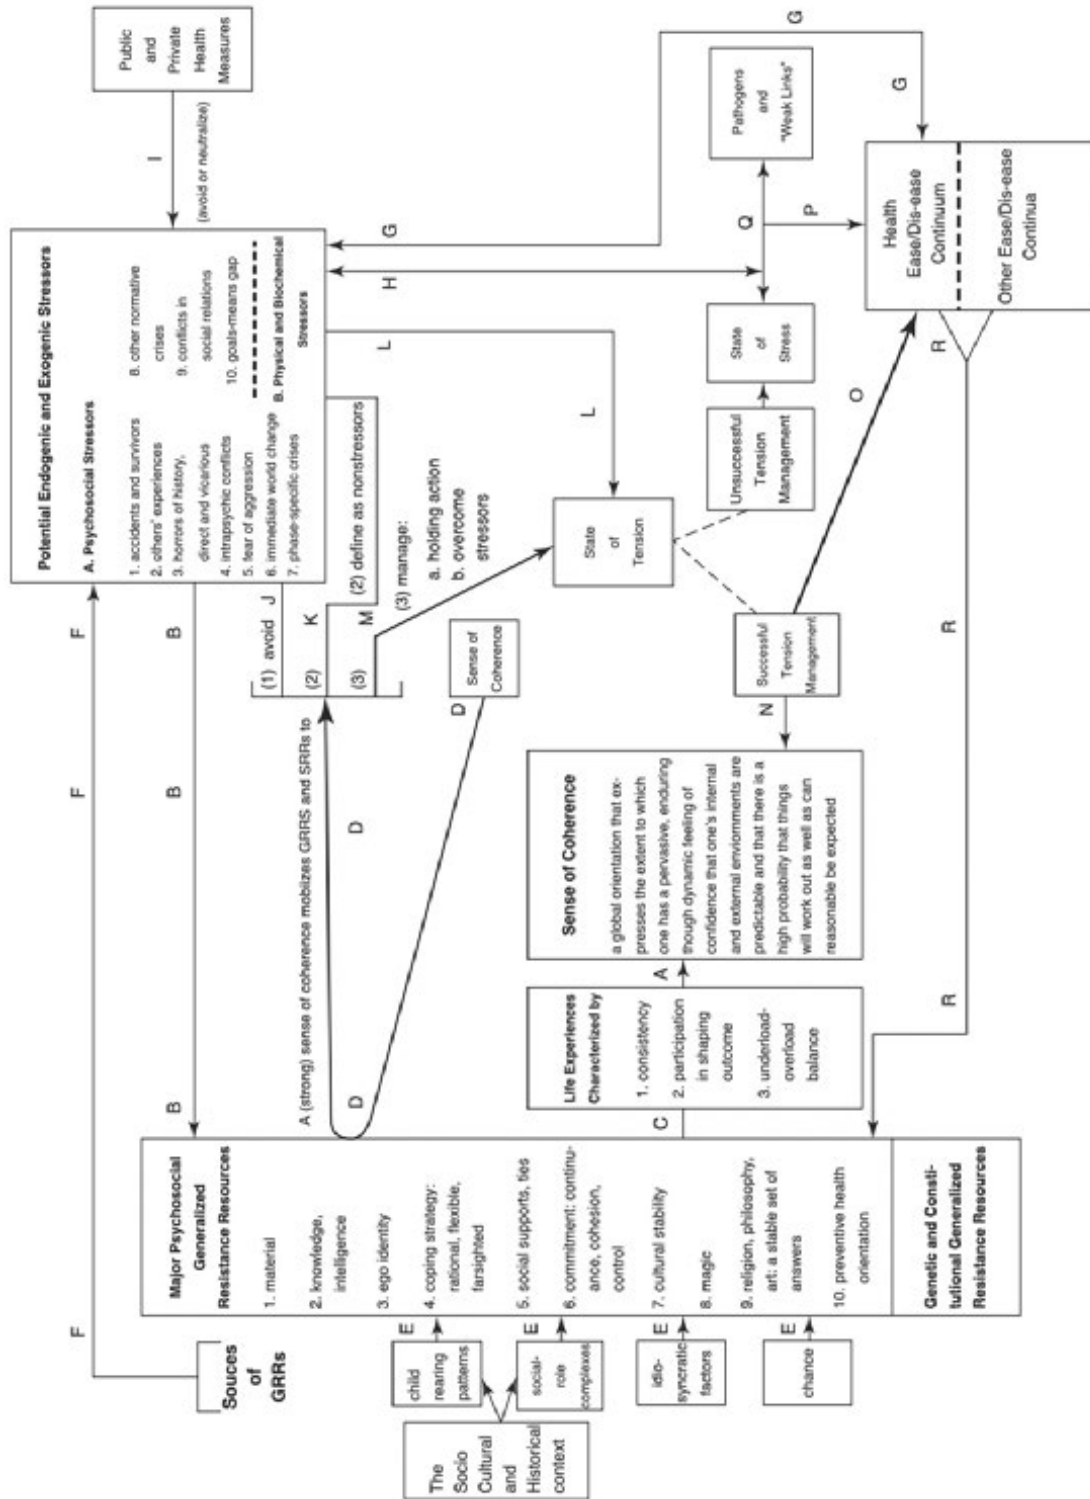 Souces
of
GRRs
The
Socio
Cultural
and
Historical
context
child
rearing
patterns
social-
role
complexes
idio-
syncratic
factors
chance
E
E
E
E
Major Psychosocial
Generalized
Resistance Resources
1. material
2. knowledge,
intelligence
3. ego identity
4. coping strategy:
rational, flexible,
farsighted
5. social supports, ties
6. commitment: continu-
ance, cohesion,
control
7. cultural stability
8. magic
9. religion, philosophy,
art: a stable set of
answers
10. preventive health
orientation
Genetic and Consti-
tutional Generalized
Resistance Resources
F
F
F
B
B
B
A (strong) sense of coherence mobiizes GRRS and SRRs to
D
D
D
C
Life Experiences
Characterized by
1. consistency
2. participation
in shaping
outcome
3. underload-
overload
balance
A
Sense of Coherence
a global orientation that ex-
presses the extent to which
one has a pervasive, enduring
though dynamic feeling of
confidence that one's internal
and external enviornments are
predictable and that there is a
high probability that things
will work out as well as can
reasonable be expected
N
Sense of
Coherence
(1) avoid J
(2) K
(2) define as nonstressors
(3) M
(3) manage:
a. holding action
b. overcome
stressors
Potential Endogenic and Exogenic Stressors
A. Psychosocial Stressors
1. accidents and survivors
2. others' experiences
3. horrors of history,
direct and vicarious
4. intrapsychic conflicts
5. fear of aggression
6. immediate world change
7. phase-specific crises
8. other normative
crises
9. conflicts in
social relations
10. goals-means gap
B. Physical and Biochemical
Stressors
I
(avoid or neutralize)
Public
and
Private
Health
Measures
L
L
H
G
G
G
State
of
Tension
Successful
Tension
Management
Unsuccessful
Tension
Management
State
of
Stress
Q
P
Pathogens
and
"Weak Links"
O
Health
Ease/Dis-ease
Continuum
Other Ease/Dis-ease
Continua
R
R
R